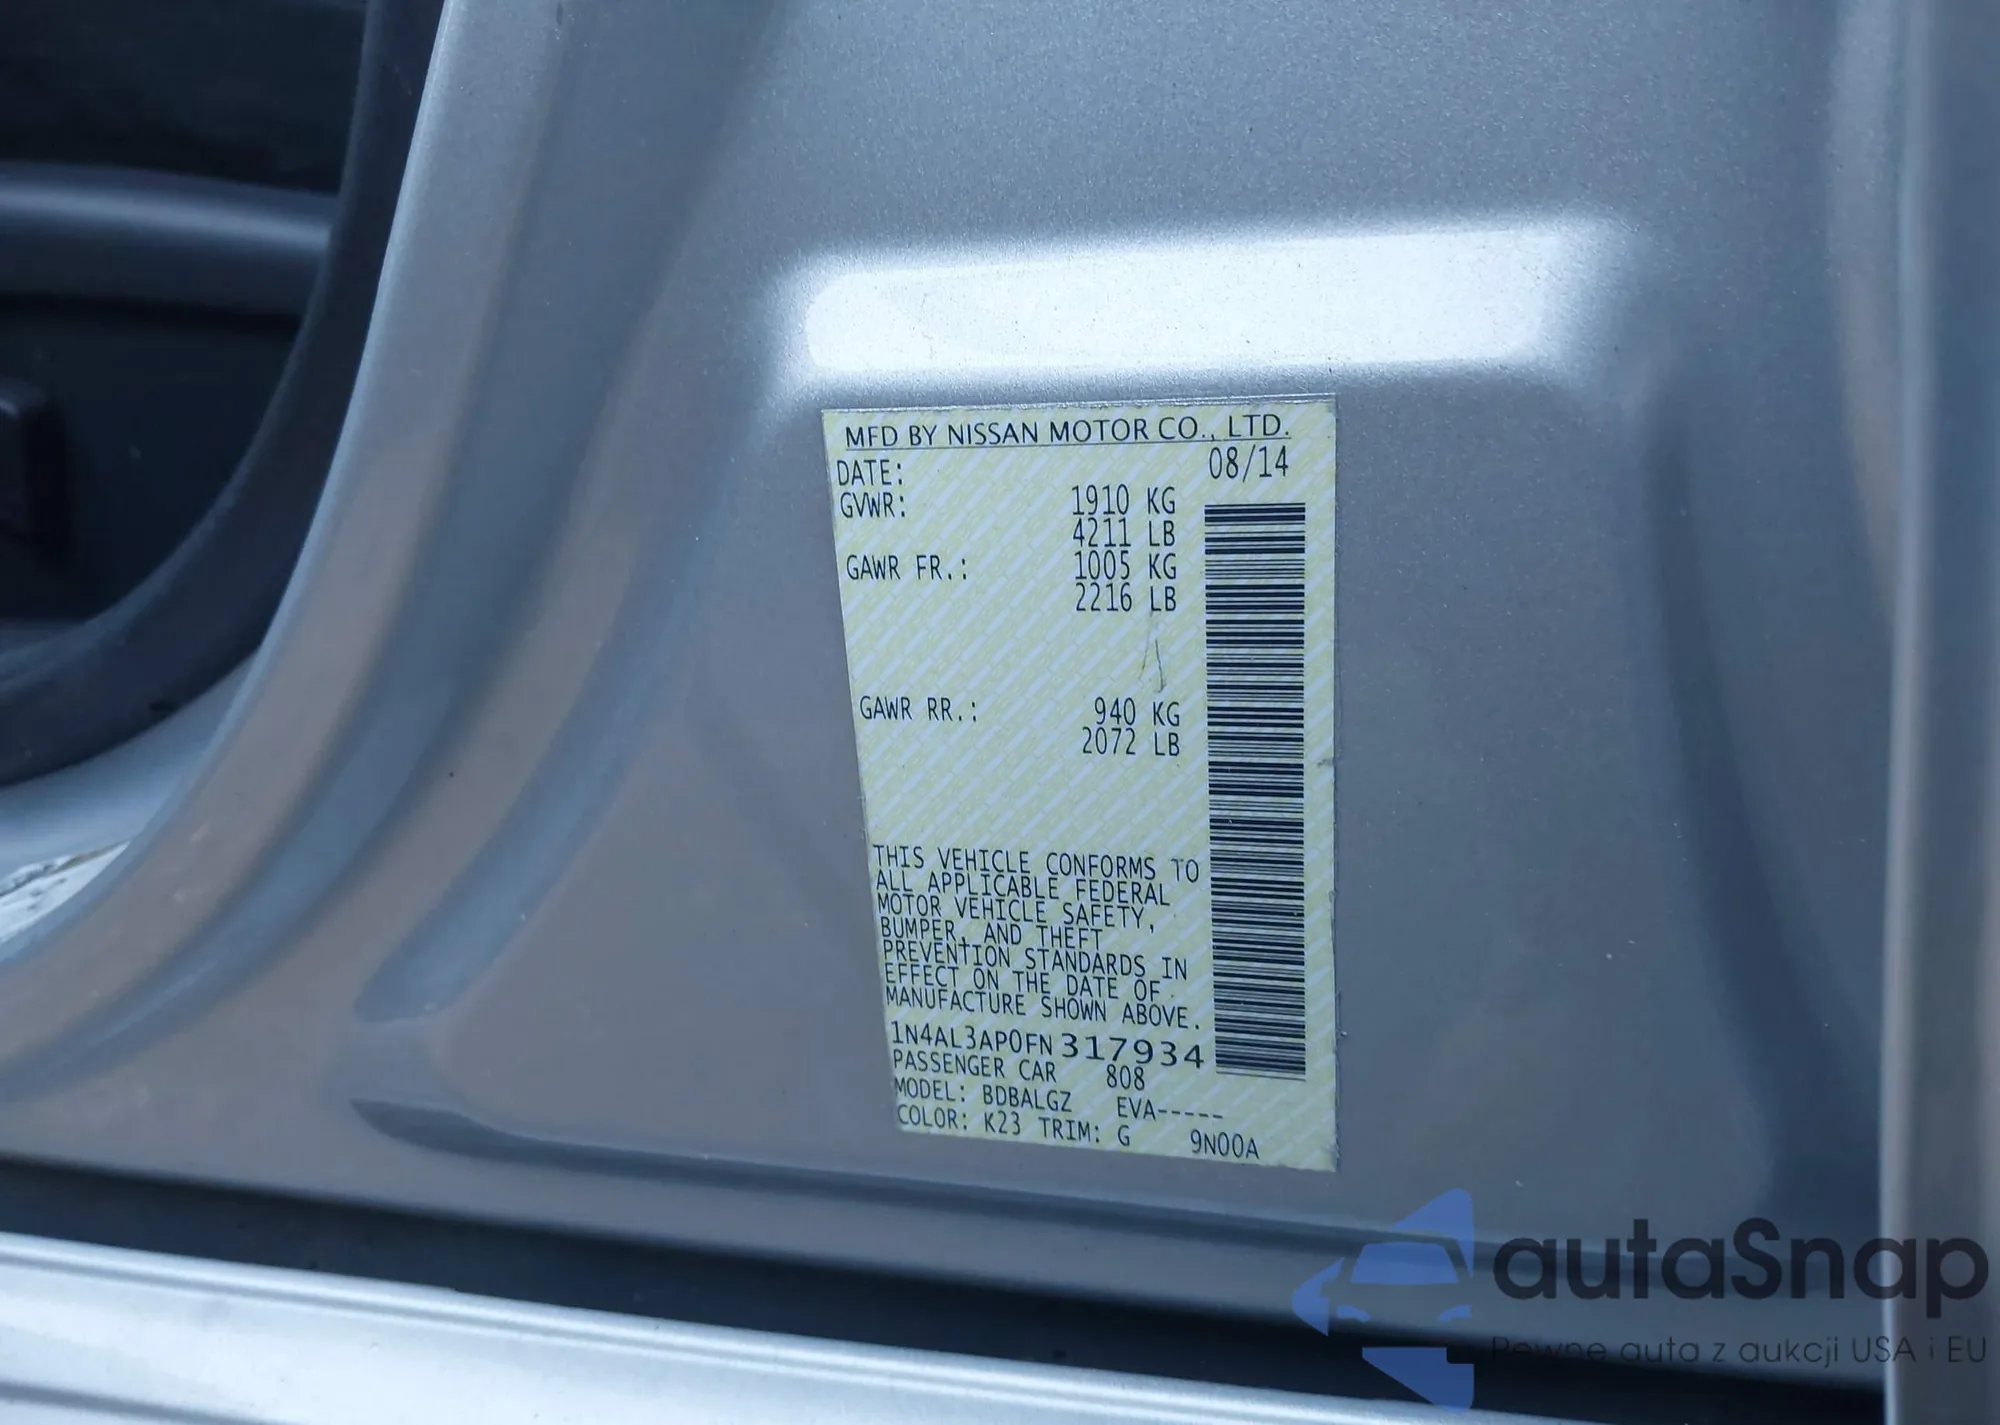 MFD BY NISSAN MOTOR CO., LTD.
DATE: 08/14
GVWR: 1910 KG
4211 LB
GAWR FR.: 1005 KG
2216 LB
GAWR RR.: 940 KG
2072 LB
THIS VEHICLE CONFORMS TO
ALL APPLICABLE FEDERAL
MOTOR VEHICLE SAFETY,
BUMPER, AND THEFT
PREVENTION STANDARDS IN
EFFECT ON THE DATE OF
MANUFACTURE SHOWN ABOVE.
1N4AL3AP0FN317934
PASSENGER CAR 808
MODEL: BDBALGZ EVA-----
COLOR: K23 TRIM: G 9N00A
autaSnap
Pewne auta z aukcji USA i EU